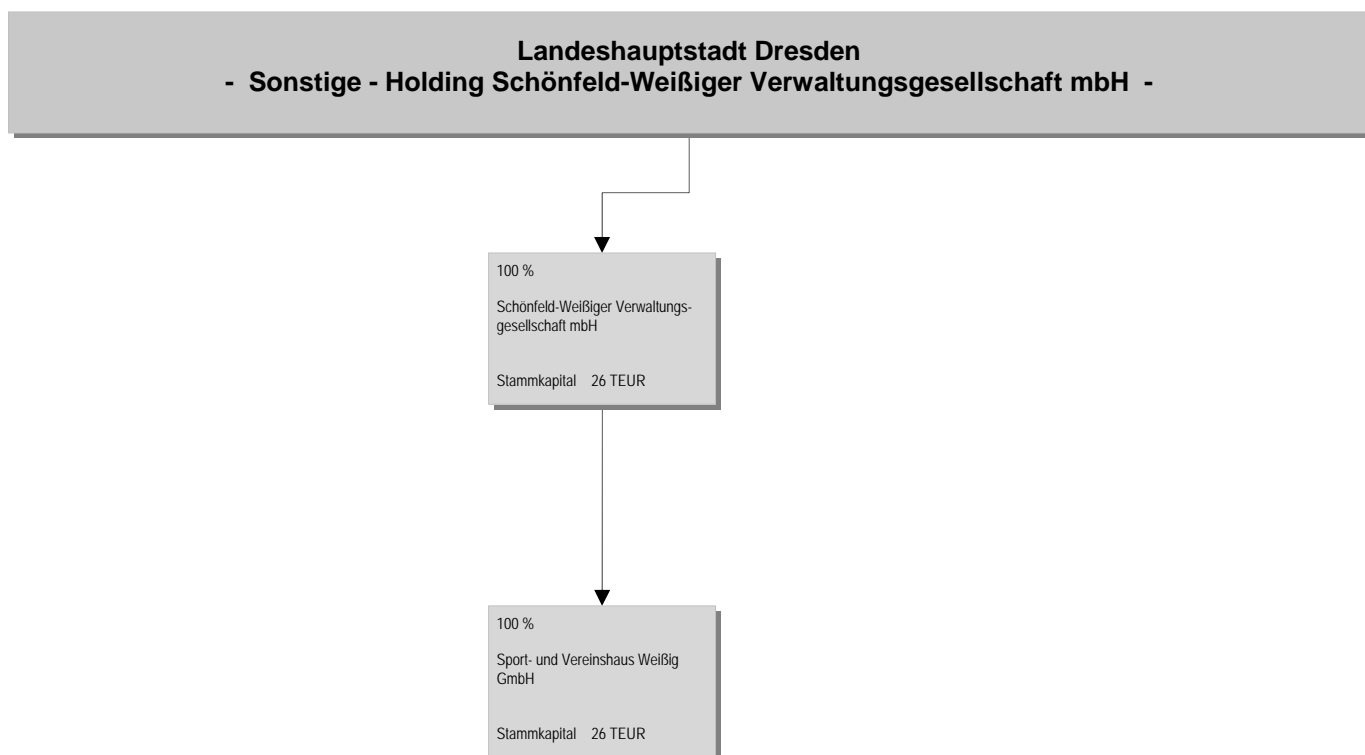 Landeshauptstadt Dresden
- Sonstige - Holding Schönfeld-Weißiger Verwaltungsgesellschaft mbH -
100 %
Schönfeld-Weißiger Verwaltungs-
gesellschaft mbH
Stammkapital 26 TEUR
100 %
Sport- und Vereinshaus Weißig
GmbH
Stammkapital 26 TEUR